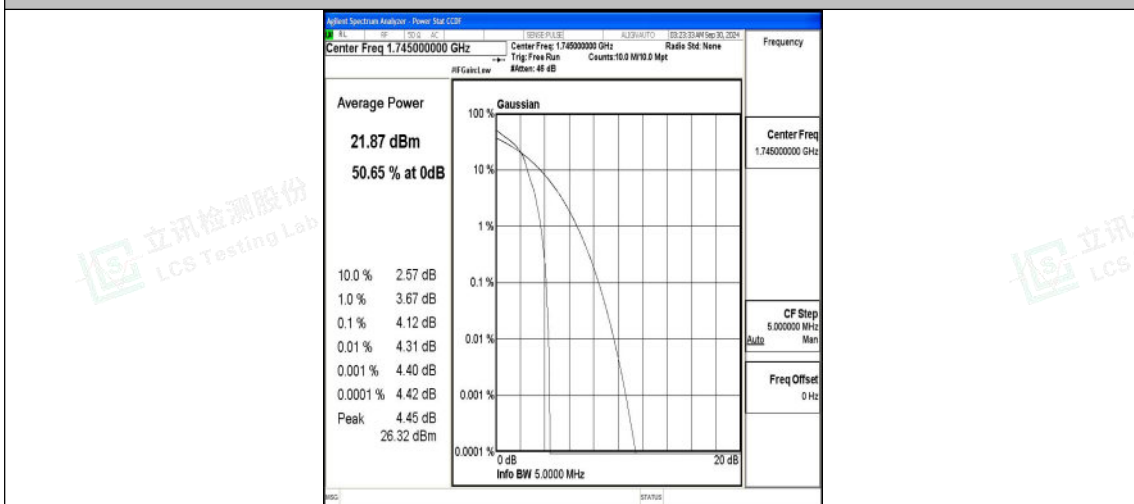 Agilent Spectrum Analyzer - Power Stat CCDF
RL RF 50 Ω AC SENSE:PULSE ALIGNAUTO 03:23:33 AM Sep 30, 2024
Center Freq 1.745000000 GHz
Center Freq: 1.745000000 GHz Radio Std: None
Trig: Free Run Counts:10.0 M/10.0 Mpt
#IFGain:Low #Atten: 46 dB
Frequency
Average Power
21.87 dBm
50.65 % at 0dB
10.0 % 2.57 dB
1.0 % 3.67 dB
0.1 % 4.12 dB
0.01 % 4.31 dB
0.001 % 4.40 dB
0.0001 % 4.42 dB
Peak 4.45 dB
26.32 dBm
Gaussian
100 %
10 %
1 %
0.1 %
0.01 %
0.001 %
0.0001 %
0 dB 20 dB
Info BW 5.0000 MHz
Center Freq
1.745000000 GHz
CF Step
5.000000 MHz
Auto Man
Freq Offset
0 Hz
MSG STATUS
立讯检测股份
LCS Testing Lab
立讯
LCS